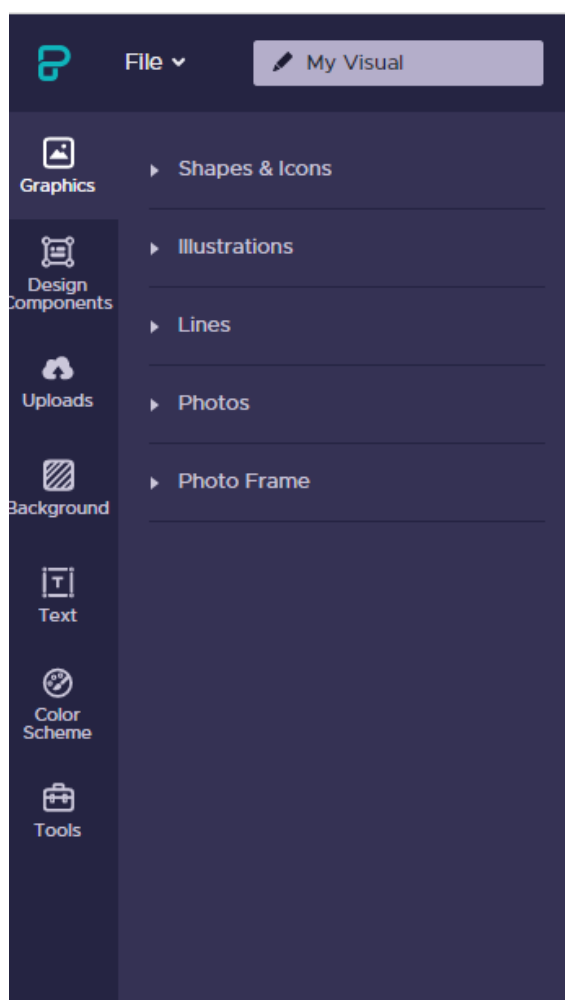 File
My Visual
Graphics
Shapes & Icons
Illustrations
Design
Components
Lines
Uploads
Photos
Background
Photo Frame
Text
Color
Scheme
Tools